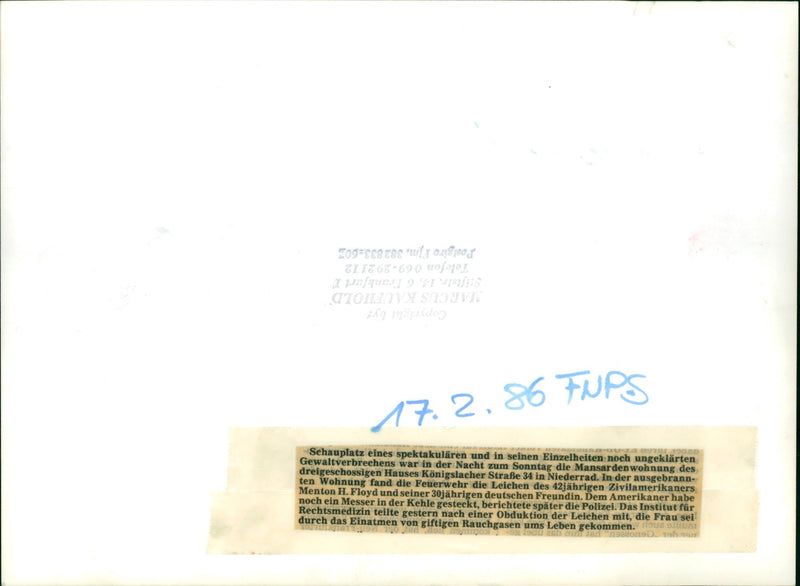 Copyright by:
MARCUS KAUFHOLD
Stiftstr. 14, 6 Frankfurt 1
Telefon 069-292112
Postgiro Ffm. 382833-602
17.2.86 FNPS
Schauplatz eines spektakulären und in seinen Einzelheiten noch ungeklärten
Gewaltverbrechens war in der Nacht zum Sonntag die Mansardenwohnung des
dreigeschossigen Hauses Königslacher Straße 34 in Niederrad. In der ausgebrann-
ten Wohnung fand die Feuerwehr die Leichen des 42jährigen Zivilamerikaners
Menton H. Floyd und seiner 30jährigen deutschen Freundin. Dem Amerikaner habe
noch ein Messer in der Kehle gesteckt, berichtete später die Polizei. Das Institut für
Rechtsmedizin teilte gestern nach einer Obduktion der Leichen mit, die Frau sei
durch das Einatmen von giftigen Rauchgasen ums Leben gekommen.